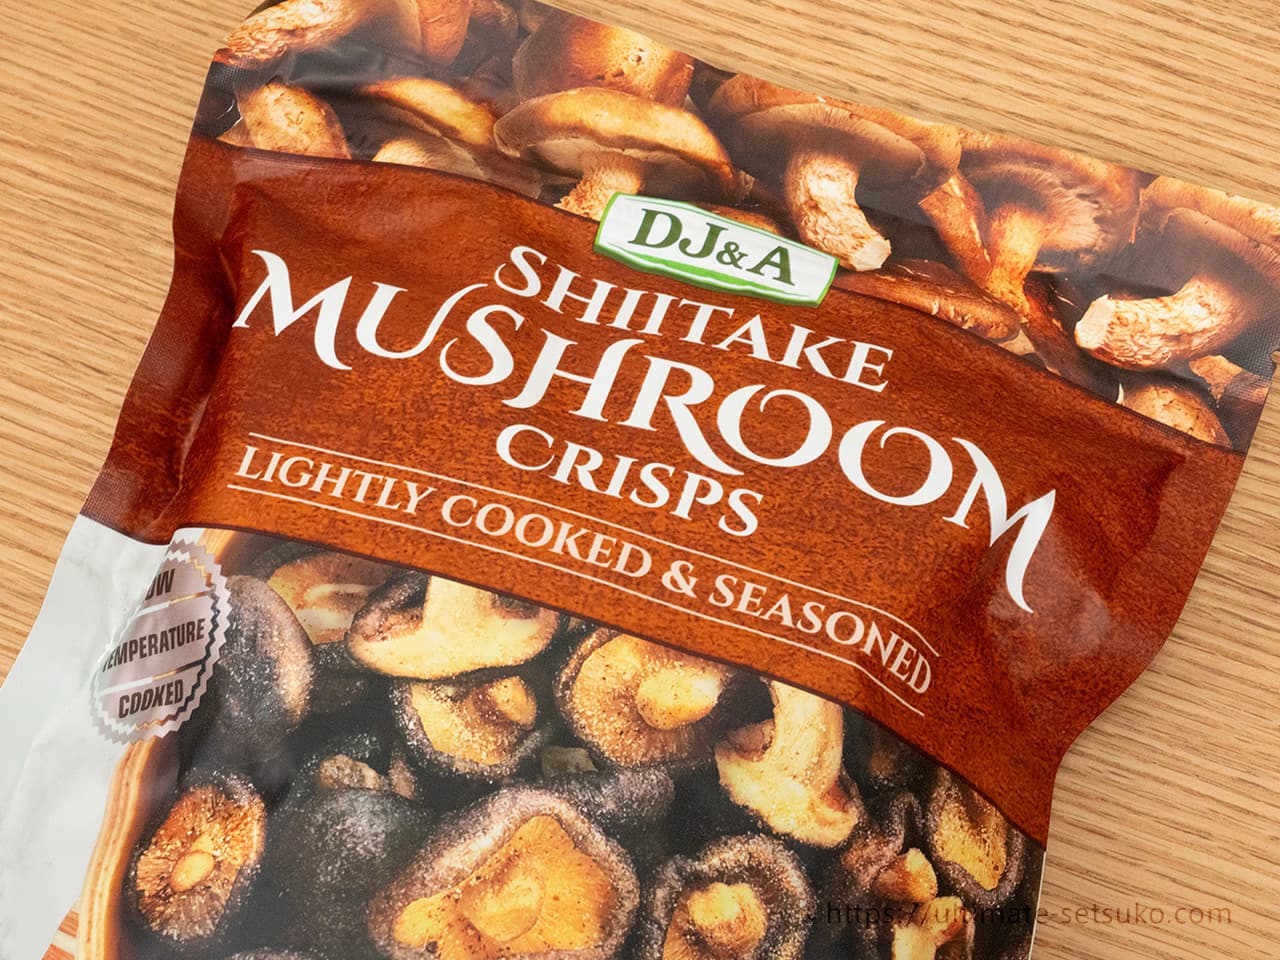 DJ&A
SHIITAKE
MUSHROOM
CRISPS
LIGHTLY COOKED & SEASONED
TEMPERATURE
COOKED
https://ultimate-setsuko.com